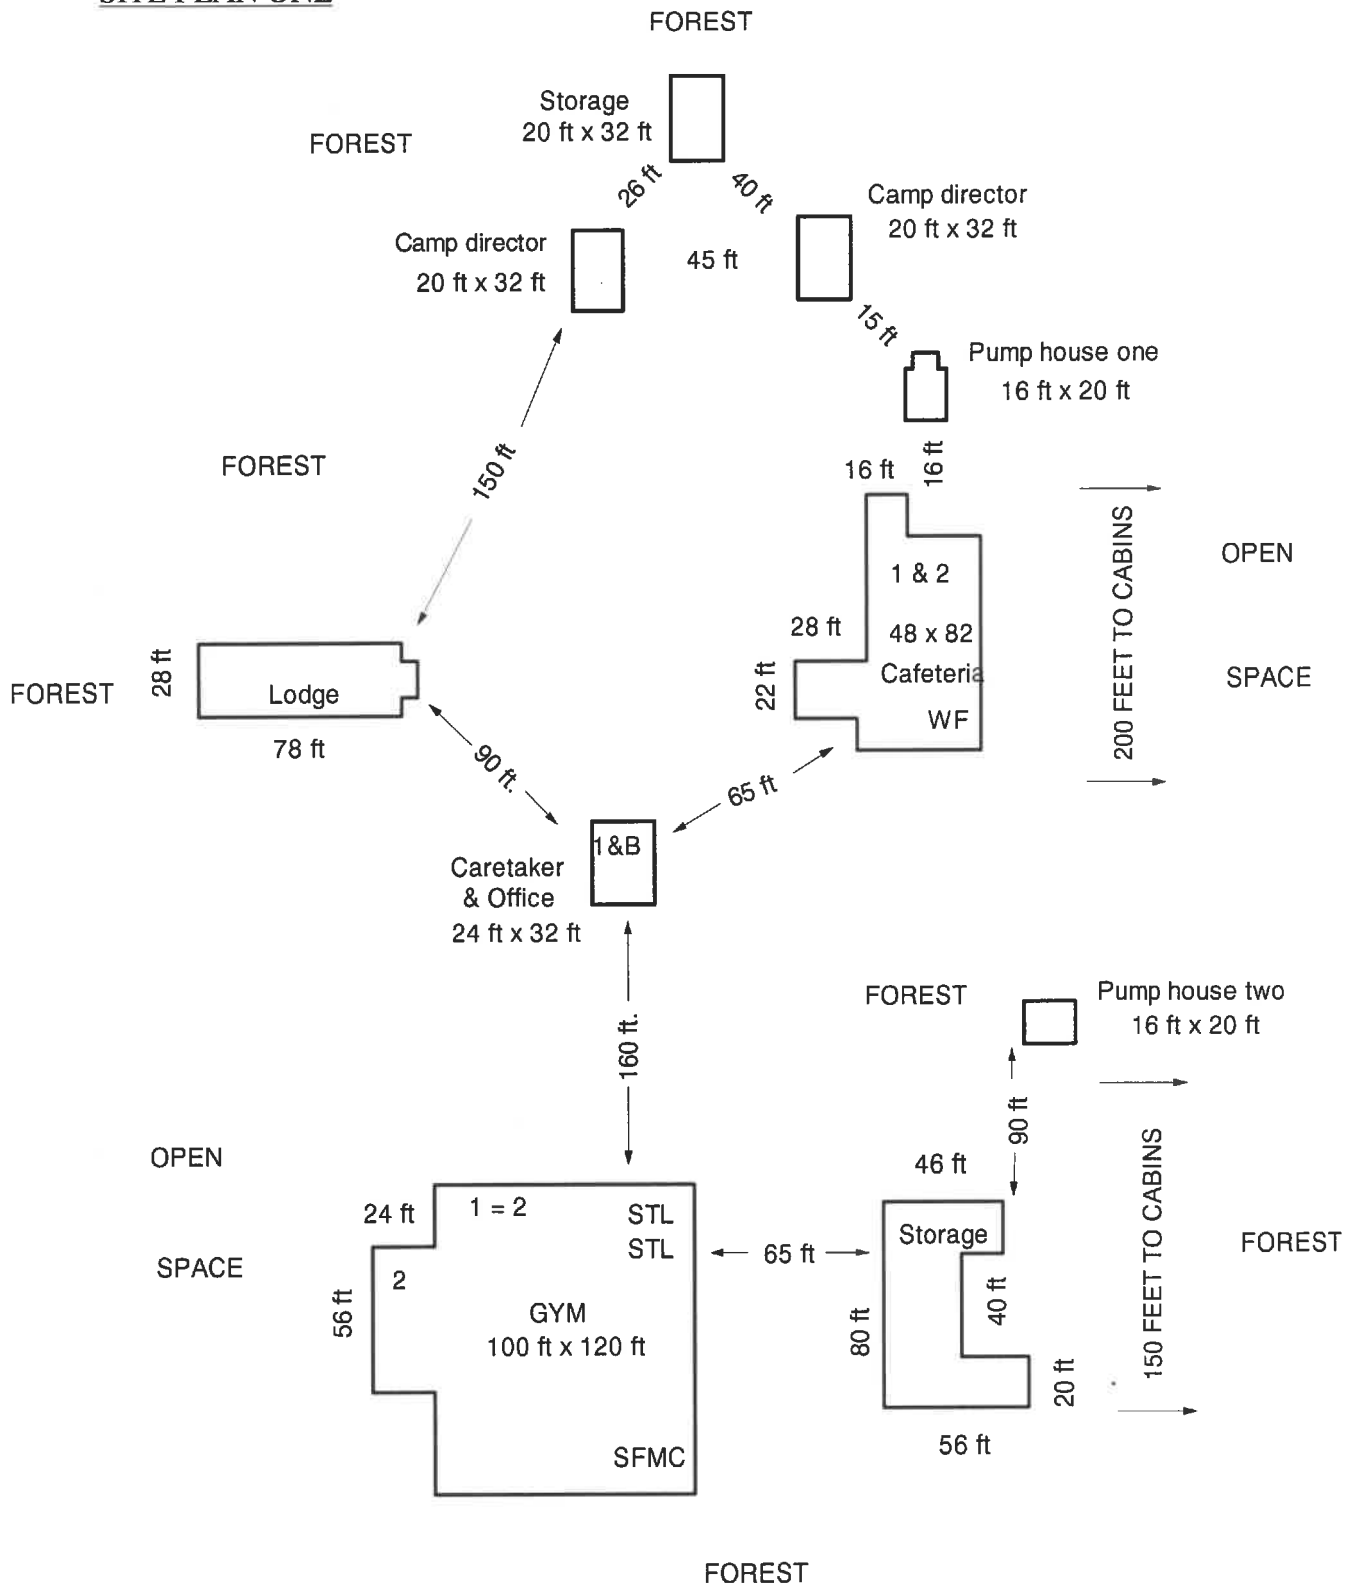 SITE PLAN ONE
FOREST
Storage
20 ft x 32 ft
FOREST
26 ft
40 ft
Camp director
20 ft x 32 ft
Camp director
20 ft x 32 ft
45 ft
15 ft
Pump house one
16 ft x 20 ft
150 ft
FOREST
16 ft
16 ft
200 FEET TO CABINS
OPEN
SPACE
1 & 2
28 ft
48 x 82
Cafeteria
22 ft
WF
FOREST
28 ft
Lodge
78 ft
90 ft.
65 ft
1&B
Caretaker
& Office
24 ft x 32 ft
160 ft.
FOREST
Pump house two
16 ft x 20 ft
90 ft
150 FEET TO CABINS
FOREST
OPEN
SPACE
24 ft
1 = 2
STL
STL
2
56 ft
GYM
100 ft x 120 ft
SFMC
65 ft
46 ft
Storage
40 ft
80 ft
20 ft
56 ft
FOREST